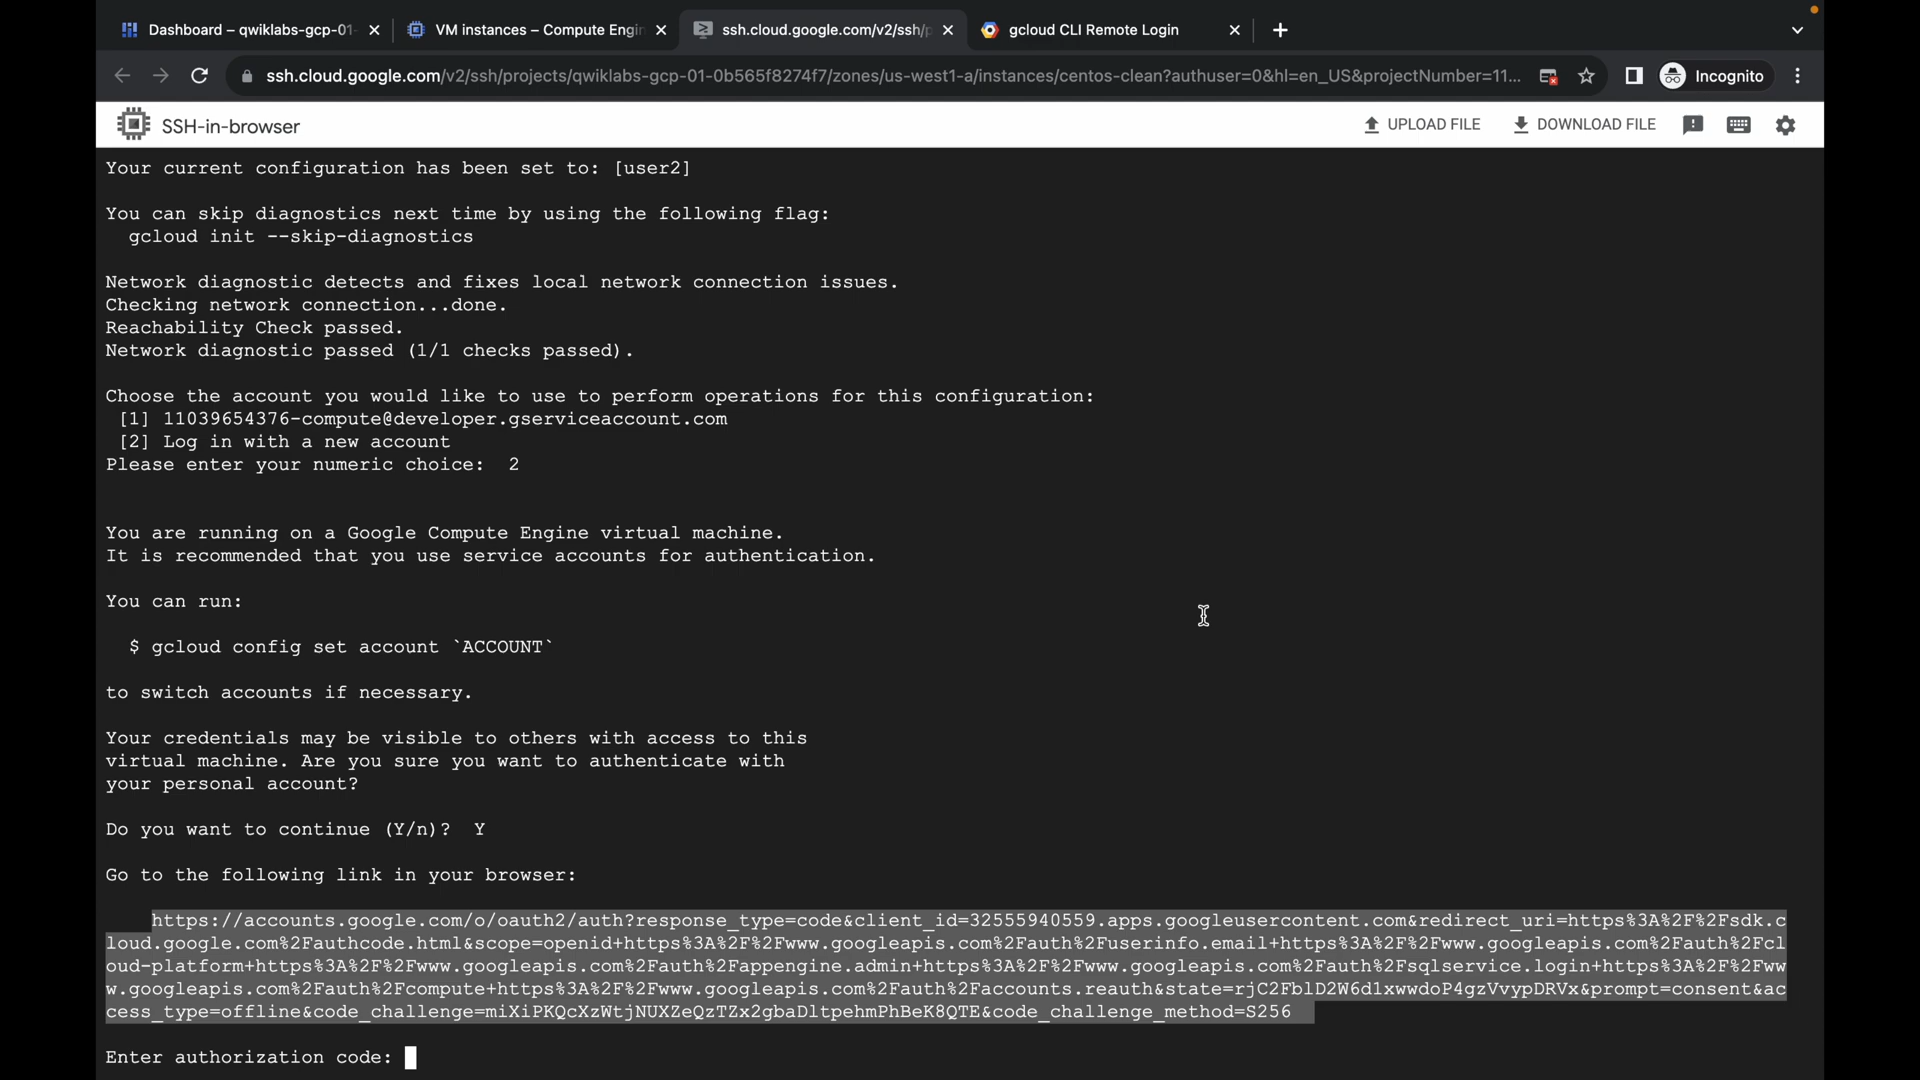 Dashboard – qwiklabs-gcp-01-
VM instances – Compute Engin
ssh.cloud.google.com/v2/ssh/p
gcloud CLI Remote Login
ssh.cloud.google.com/v2/ssh/projects/qwiklabs-gcp-01-0b565f8274f7/zones/us-west1-a/instances/centos-clean?authuser=0&hl=en_US&projectNumber=11...
Incognito
SSH-in-browser
UPLOAD FILE
DOWNLOAD FILE
Your current configuration has been set to: [user2]
You can skip diagnostics next time by using the following flag:
gcloud init --skip-diagnostics
Network diagnostic detects and fixes local network connection issues.
Checking network connection...done.
Reachability Check passed.
Network diagnostic passed (1/1 checks passed).
Choose the account you would like to use to perform operations for this configuration:
[1] 11039654376-compute@developer.gserviceaccount.com
[2] Log in with a new account
Please enter your numeric choice:  2
You are running on a Google Compute Engine virtual machine.
It is recommended that you use service accounts for authentication.
You can run:
$ gcloud config set account `ACCOUNT`
to switch accounts if necessary.
Your credentials may be visible to others with access to this
virtual machine. Are you sure you want to authenticate with
your personal account?
Do you want to continue (Y/n)?  Y
Go to the following link in your browser:
https://accounts.google.com/o/oauth2/auth?response_type=code&client_id=32555940559.apps.googleusercontent.com&redirect_uri=https%3A%2F%2Fsdk.c
loud.google.com%2Fauthcode.html&scope=openid+https%3A%2F%2Fwww.googleapis.com%2Fauth%2Fuserinfo.email+https%3A%2F%2Fwww.googleapis.com%2Fauth%2Fcl
oud-platform+https%3A%2F%2Fwww.googleapis.com%2Fauth%2Fappengine.admin+https%3A%2F%2Fwww.googleapis.com%2Fauth%2Fsqlservice.login+https%3A%2F%2Fww
w.googleapis.com%2Fauth%2Fcompute+https%3A%2F%2Fwww.googleapis.com%2Fauth%2Faccounts.reauth&state=rjC2FblD2W6d1xwwdoP4gzVvypDRVx&prompt=consent&ac
cess_type=offline&code_challenge=miXiPKQcXzWtjNUXZeQzTZx2gbaDltpehmPhBeK8QTE&code_challenge_method=S256
Enter authorization code: